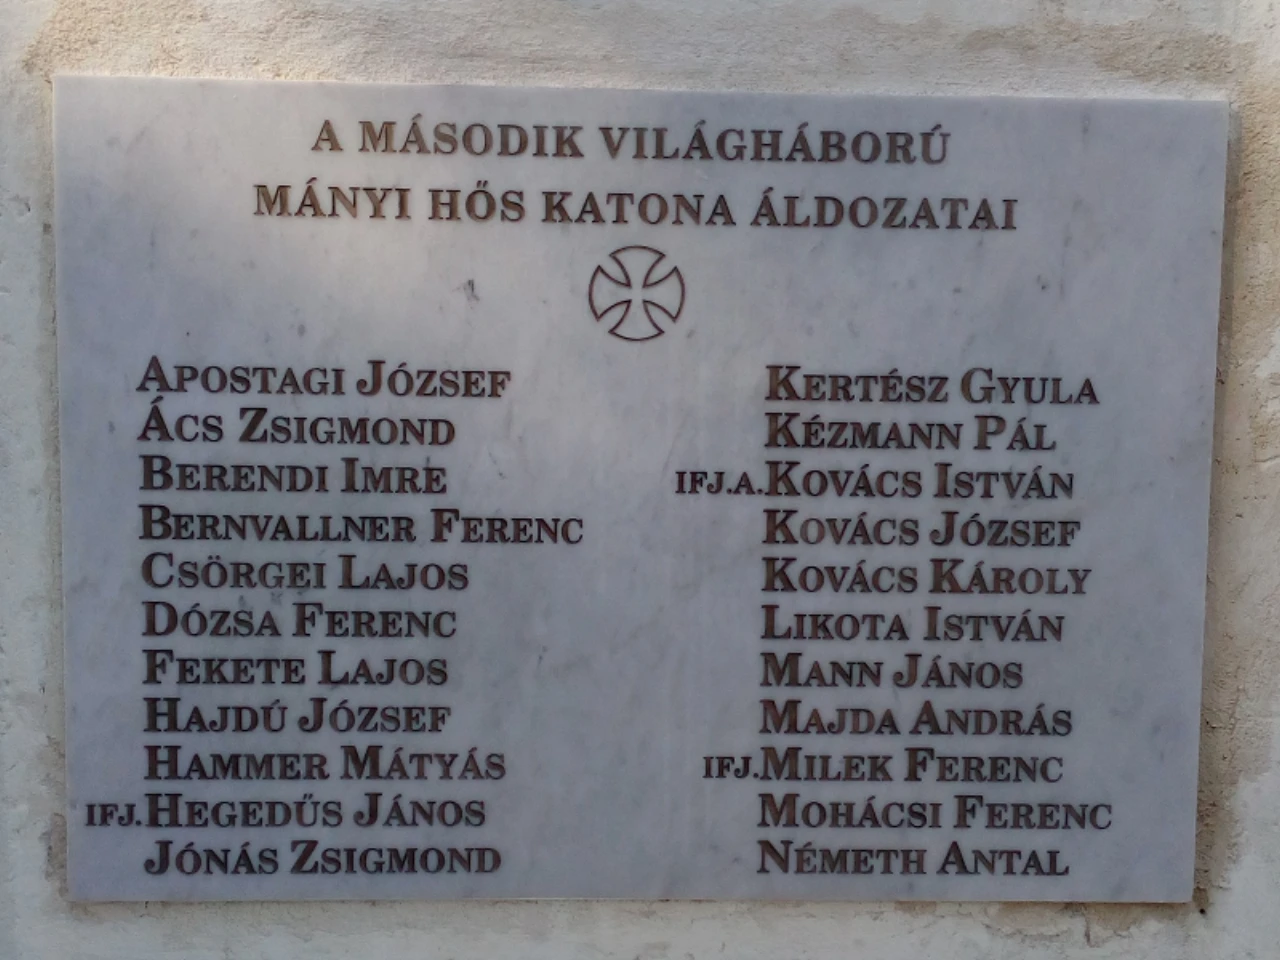 A MÁSODIK VILÁGHÁBORÚ
MÁNYI HŐS KATONA ÁLDOZATAI
APOSTAGI JÓZSEF
ÁCS ZSIGMOND
BERENDI IMRE
BERNVALLNER FERENC
CSÖRGEI LAJOS
DÓZSA FERENC
FEKETE LAJOS
HAJDÚ JÓZSEF
HAMMER MÁTYÁS
IFJ.HEGEDŰS JÁNOS
JÓNÁS ZSIGMOND
KERTÉSZ GYULA
KÉZMANN PÁL
IFJ.A.KOVÁCS ISTVÁN
KOVÁCS JÓZSEF
KOVÁCS KÁROLY
LIKOTA ISTVÁN
MANN JÁNOS
MAJDA ANDRÁS
IFJ.MILEK FERENC
MOHÁCSI FERENC
NÉMETH ANTAL